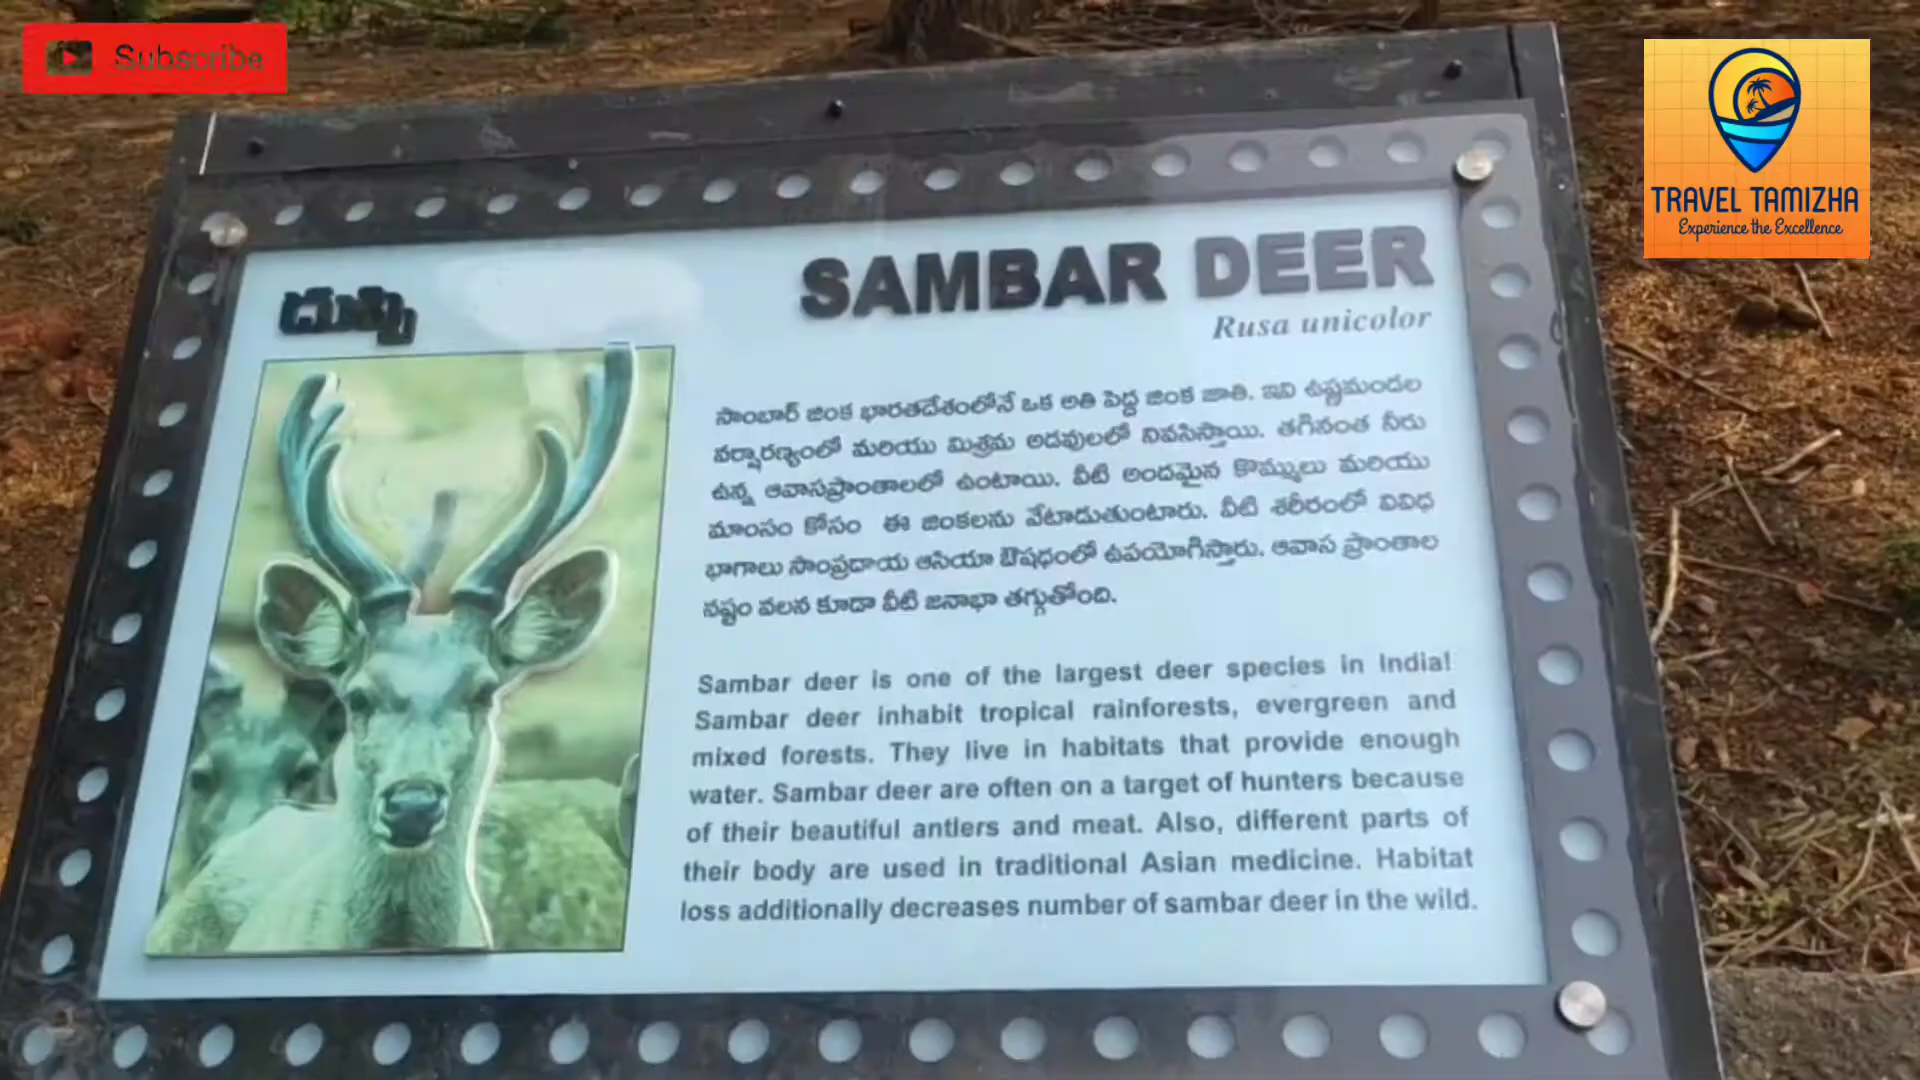 Subscribe
TRAVEL TAMIZHA
Experience the Excellence
దుప్పి
SAMBAR DEER
Rusa unicolor
సాంబార్ జింక భారతదేశంలోనే ఒక అతి పెద్ద జింక జాతి. ఇవి ఉష్ణమండల
వర్షారణ్యంలో మరియు మిశ్రమ అడవులలో నివసిస్తాయి. తగినంత నీరు
ఉన్న ఆవాసప్రాంతాలలో ఉంటాయి. వీటి అందమైన కొమ్ములు మరియు
మాంసం కోసం ఈ జింకలను వేటాడుతుంటారు. వీటి శరీరంలో వివిధ
భాగాలు సాంప్రదాయ ఆసియా ఔషధంలో ఉపయోగిస్తారు. ఆవాస ప్రాంతాల
నష్టం వలన కూడా వీటి జనాభా తగ్గుతోంది.
Sambar deer is one of the largest deer species in India!
Sambar deer inhabit tropical rainforests, evergreen and
mixed forests. They live in habitats that provide enough
water. Sambar deer are often on a target of hunters because
of their beautiful antlers and meat. Also, different parts of
their body are used in traditional Asian medicine. Habitat
loss additionally decreases number of sambar deer in the wild.